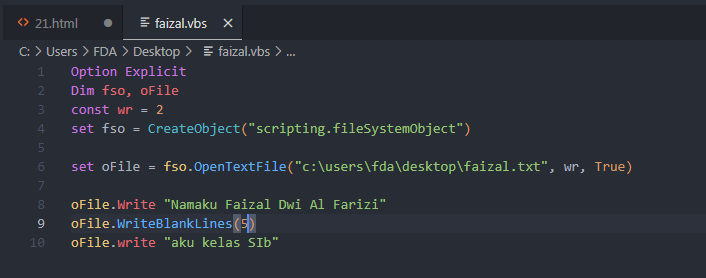 21.html
faizal.vbs
C: > Users > FDA > Desktop > faizal.vbs > ...
1 Option Explicit
2 Dim fso, oFile
3 const wr = 2
4 set fso = CreateObject("scripting.fileSystemObject")
5
6 set oFile = fso.OpenTextFile("c:\users\fda\desktop\faizal.txt", wr, True)
7
8 oFile.Write "Namaku Faizal Dwi Al Farizi"
9 oFile.WriteBlankLines(5)
10 oFile.write "aku kelas SIb"